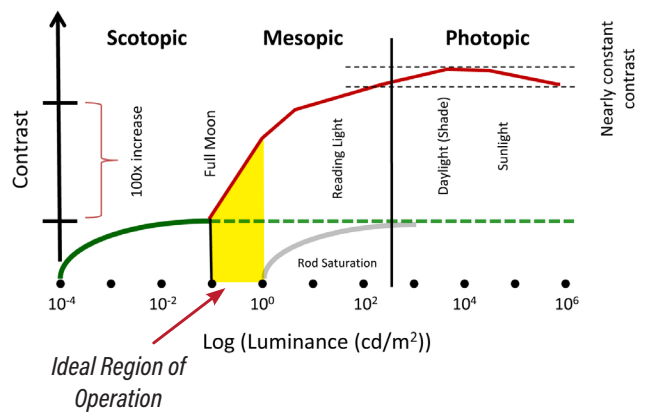 Scotopic
Mesopic
Photopic
Contrast
100x increase
Full Moon
Reading Light
Daylight (Shade)
Sunlight
Nearly constant
contrast
Rod Saturation
10⁻⁴
10⁻²
10⁰
10²
10⁴
10⁶
Log (Luminance (cd/m²))
Ideal Region of
Operation